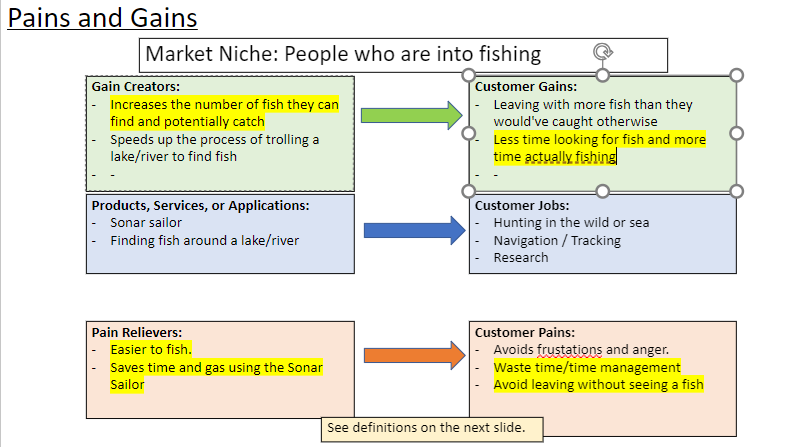 Pains and Gains
Market Niche: People who are into fishing
Gain Creators:
- Increases the number of fish they can
find and potentially catch
- Speeds up the process of trolling a
lake/river to find fish
- -
Customer Gains:
- Leaving with more fish than they
would've caught otherwise
- Less time looking for fish and more
time actually fishing
- -
Products, Services, or Applications:
- Sonar sailor
- Finding fish around a lake/river
Customer Jobs:
- Hunting in the wild or sea
- Navigation / Tracking
- Research
Pain Relievers:
- Easier to fish.
- Saves time and gas using the Sonar
Sailor
Customer Pains:
- Avoids frustations and anger.
- Waste time/time management
- Avoid leaving without seeing a fish
See definitions on the next slide.